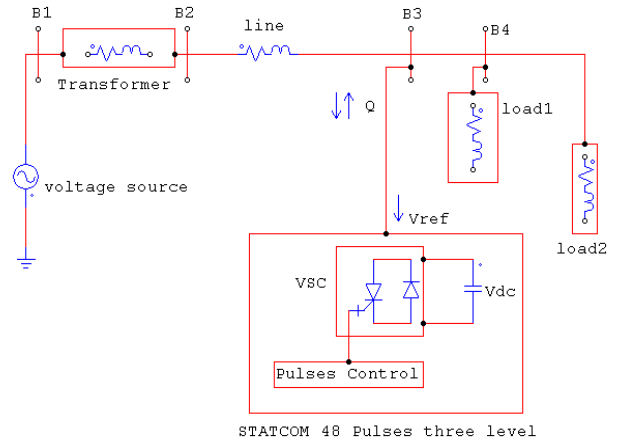 B1
B2
line
B3
B4
Transformer
Q
load1
voltage source
Vref
load2
VSC
Vdc
Pulses Control
STATCOM 48 Pulses three level